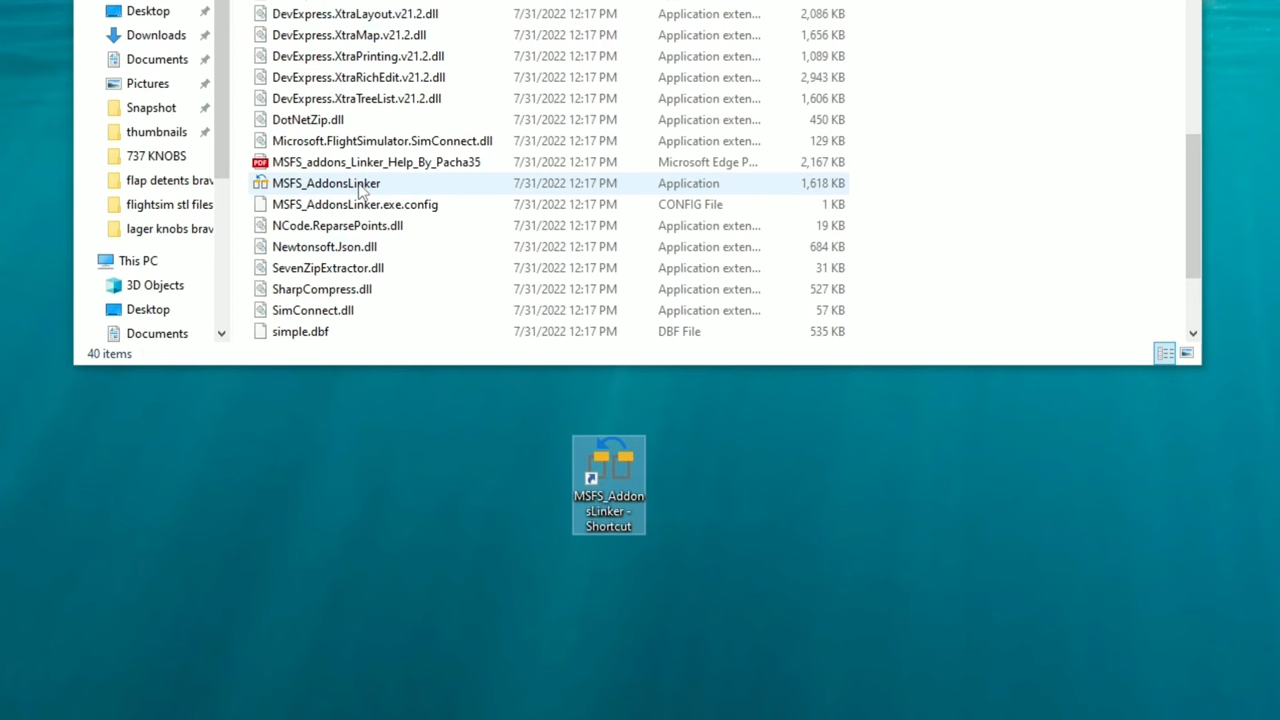 Desktop
Downloads
Documents
Pictures
Snapshot
thumbnails
737 KNOBS
flap detents brav
flightsim stl files
lager knobs brav
This PC
3D Objects
Desktop
Documents
DevExpress.XtraLayout.v21.2.dll 7/31/2022 12:17 PM Application exten... 2,086 KB
DevExpress.XtraMap.v21.2.dll 7/31/2022 12:17 PM Application exten... 1,656 KB
DevExpress.XtraPrinting.v21.2.dll 7/31/2022 12:17 PM Application exten... 1,089 KB
DevExpress.XtraRichEdit.v21.2.dll 7/31/2022 12:17 PM Application exten... 2,943 KB
DevExpress.XtraTreeList.v21.2.dll 7/31/2022 12:17 PM Application exten... 1,606 KB
DotNetZip.dll 7/31/2022 12:17 PM Application exten... 450 KB
Microsoft.FlightSimulator.SimConnect.dll 7/31/2022 12:17 PM Application exten... 129 KB
PDF MSFS_addons_Linker_Help_By_Pacha35 7/31/2022 12:17 PM Microsoft Edge P... 2,167 KB
MSFS_AddonsLinker 7/31/2022 12:17 PM Application 1,618 KB
MSFS_AddonsLinker.exe.config 7/31/2022 12:17 PM CONFIG File 1 KB
NCode.ReparsePoints.dll 7/31/2022 12:17 PM Application exten... 19 KB
Newtonsoft.Json.dll 7/31/2022 12:17 PM Application exten... 684 KB
SevenZipExtractor.dll 7/31/2022 12:17 PM Application exten... 31 KB
SharpCompress.dll 7/31/2022 12:17 PM Application exten... 527 KB
SimConnect.dll 7/31/2022 12:17 PM Application exten... 57 KB
simple.dbf 7/31/2022 12:17 PM DBF File 535 KB
40 items
MSFS_Addon
sLinker -
Shortcut